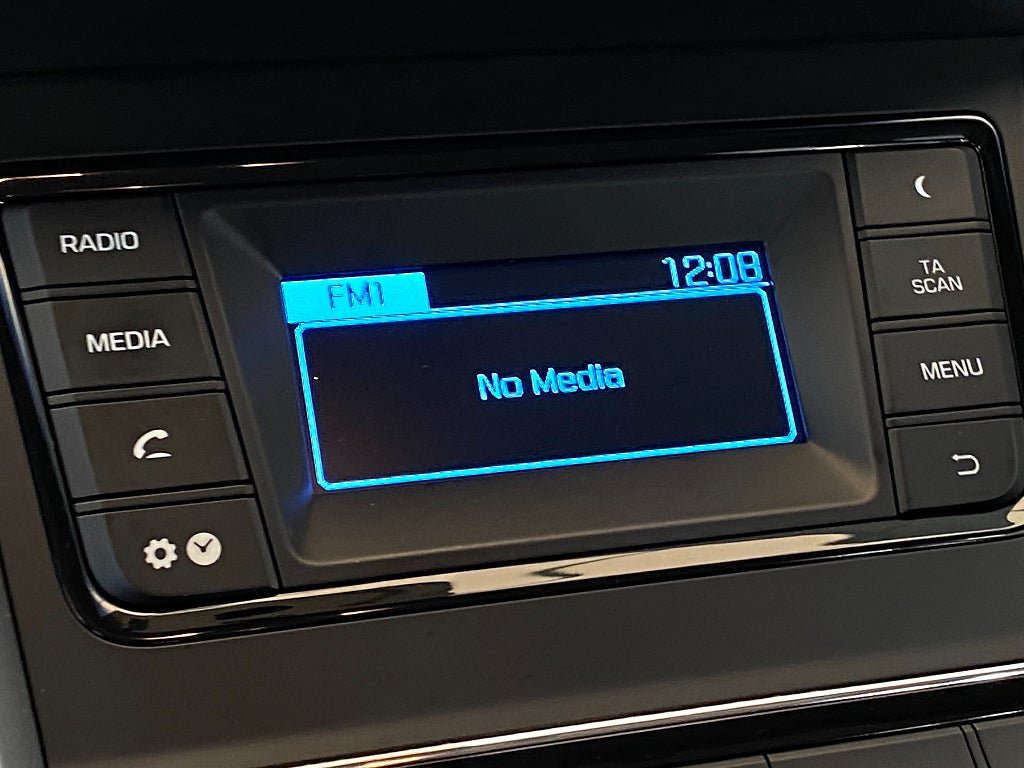 RADIO
MEDIA
FM1
12:08
No Media
TA
SCAN
MENU